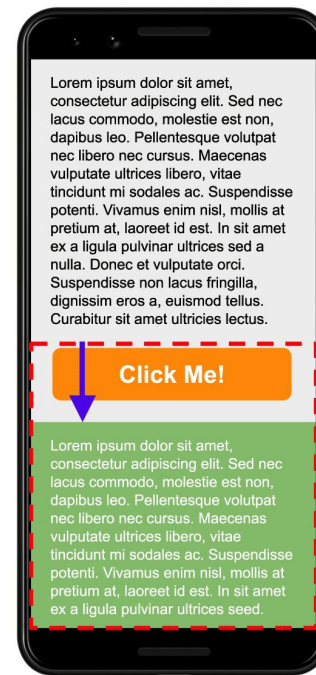 Lorem ipsum dolor sit amet,
consectetur adipiscing elit. Sed nec
lacus commodo, molestie est non,
dapibus leo. Pellentesque volutpat
nec libero nec cursus. Maecenas
vulputate ultrices libero, vitae
tincidunt mi sodales ac. Suspendisse
potenti. Vivamus enim nisl, mollis at
pretium at, laoreet id est. In sit amet
ex a ligula pulvinar ultrices sed a
nulla. Donec et vulputate orci.
Suspendisse non lacus fringilla,
dignissim eros a, euismod tellus.
Curabitur sit amet ultricies lectus.
Click Me!
Lorem ipsum dolor sit amet,
consectetur adipiscing elit. Sed nec
lacus commodo, molestie est non,
dapibus leo. Pellentesque volutpat
nec libero nec cursus. Maecenas
vulputate ultrices libero, vitae
tincidunt mi sodales ac. Suspendisse
potenti. Vivamus enim nisl, mollis at
pretium at, laoreet id est. In sit amet
ex a ligula pulvinar ultrices seed.